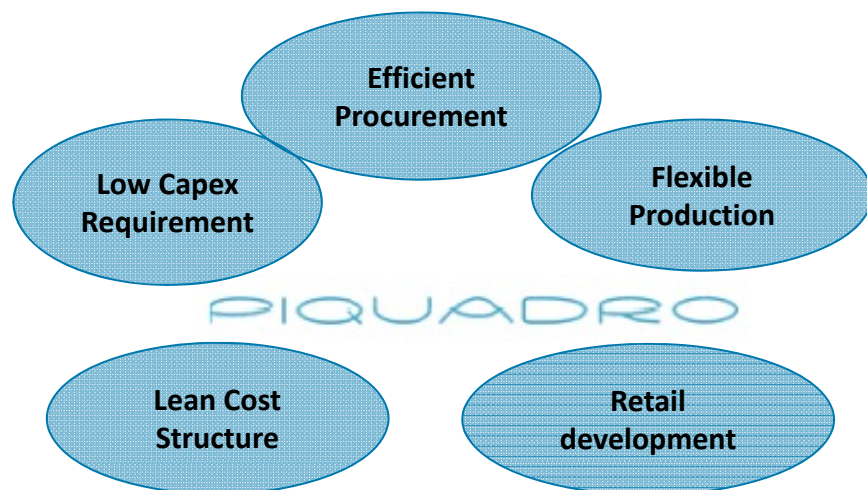 Efficient
Procurement
Low Capex
Requirement
Flexible
Production
PIQUADRO
Lean Cost
Structure
Retail
development